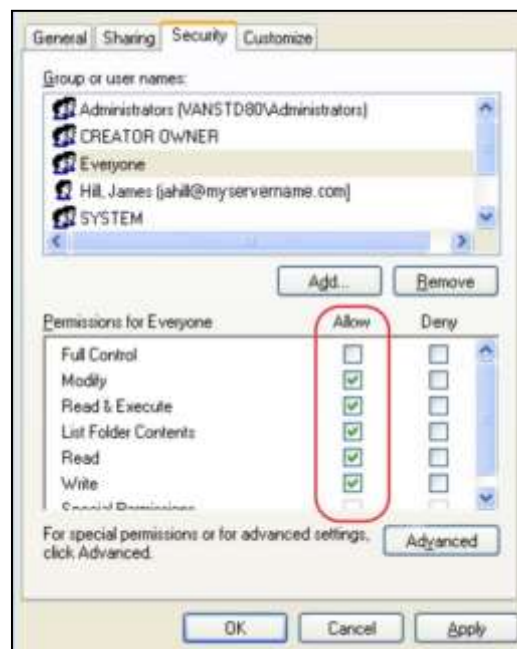 General Sharing Security Customize
Group or user names:
Administrators (VANSTD80\Administrators)
CREATOR OWNER
Everyone
Hill, James (jahill@myservername.com)
SYSTEM
Add... Remove
Permissions for Everyone Allow Deny
Full Control
Modify
Read & Execute
List Folder Contents
Read
Write
Special Permissions
For special permissions or for advanced settings, click Advanced.
Advanced
OK Cancel Apply